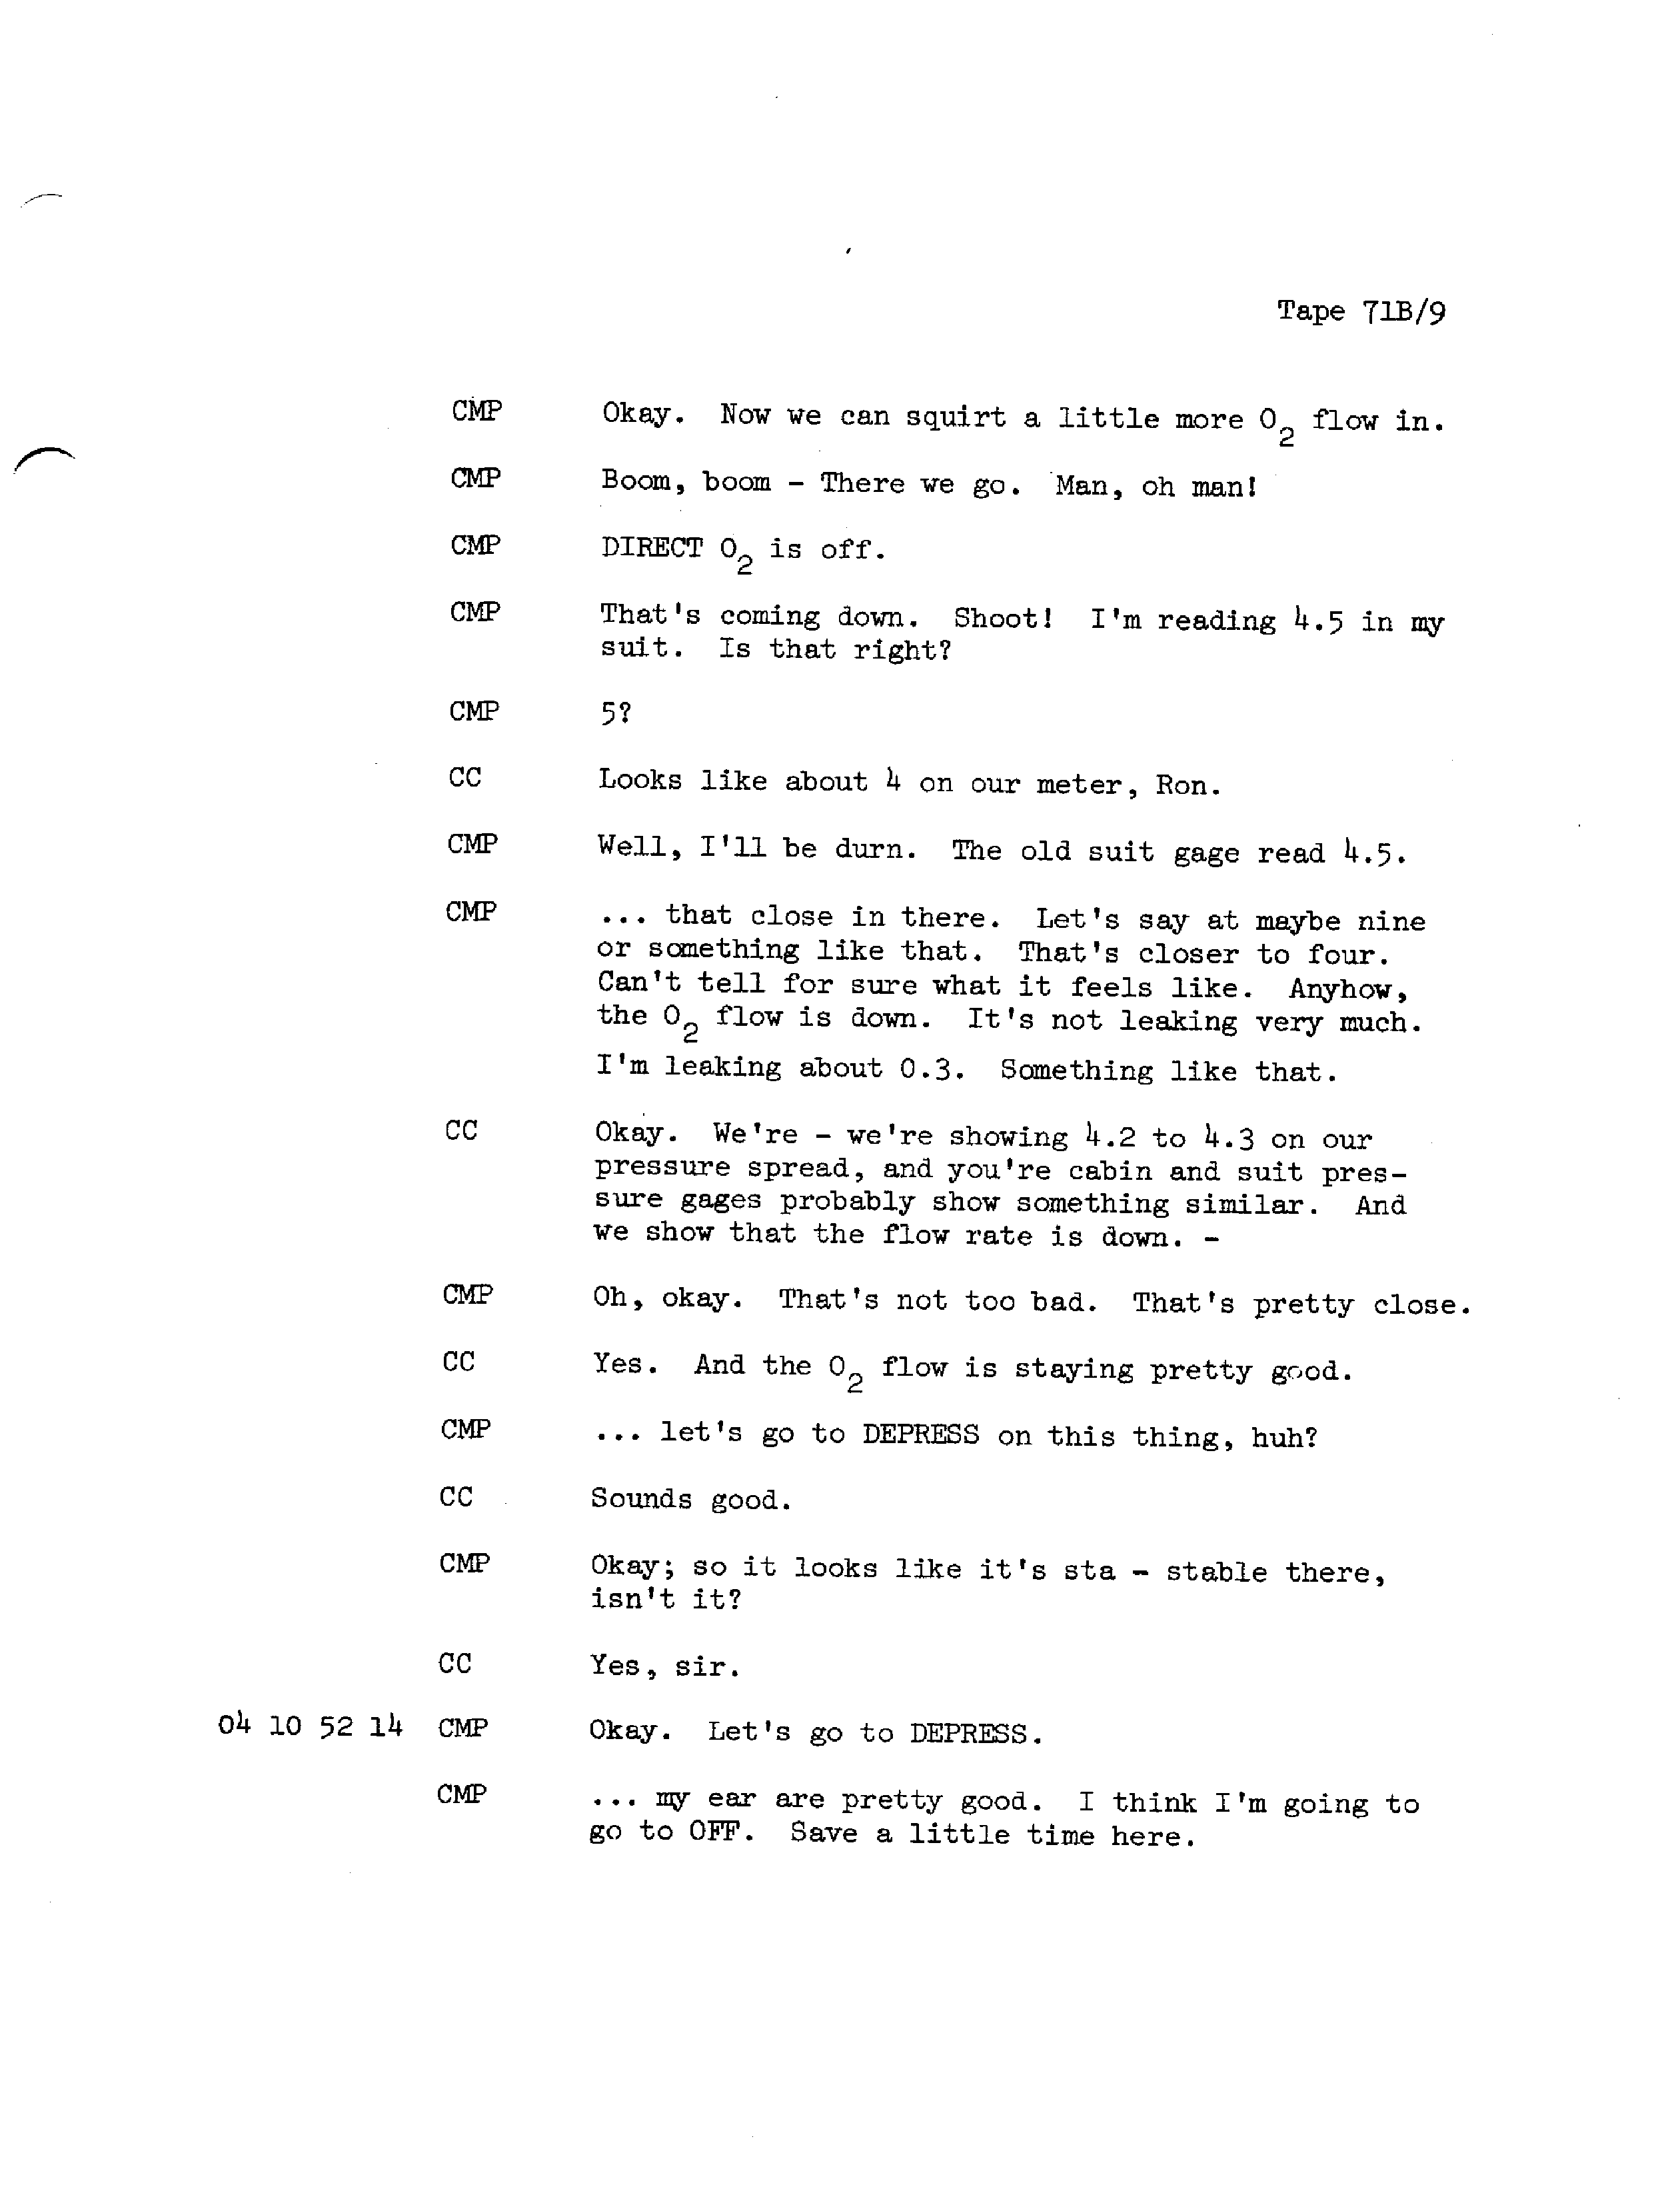 Tape 71B/9
CMP Okay. Now we can squirt a little more O2 flow in.
CMP Boom, boom - There we go. Man, oh man!
CMP DIRECT O2 is off.
CMP That's coming down. Shoot! I'm reading 4.5 in my
suit. Is that right?
CMP 5?
CC Looks like about 4 on our meter, Ron.
CMP Well, I'll be durn. The old suit gage read 4.5.
CMP ... that close in there. Let's say at maybe nine
or something like that. That's closer to four.
Can't tell for sure what it feels like. Anyhow,
the O2 flow is down. It's not leaking very much.
I'm leaking about 0.3. Something like that.
CC Okay. We're - we're showing 4.2 to 4.3 on our
pressure spread, and you're cabin and suit pres-
sure gages probably show something similar. And
we show that the flow rate is down. -
CMP Oh, okay. That's not too bad. That's pretty close.
CC Yes. And the O2 flow is staying pretty good.
CMP ... let's go to DEPRESS on this thing, huh?
CC Sounds good.
CMP Okay; so it looks like it's sta - stable there,
isn't it?
CC Yes, sir.
04 10 52 14 CMP Okay. Let's go to DEPRESS.
CMP ... my ear are pretty good. I think I'm going to
go to OFF. Save a little time here.